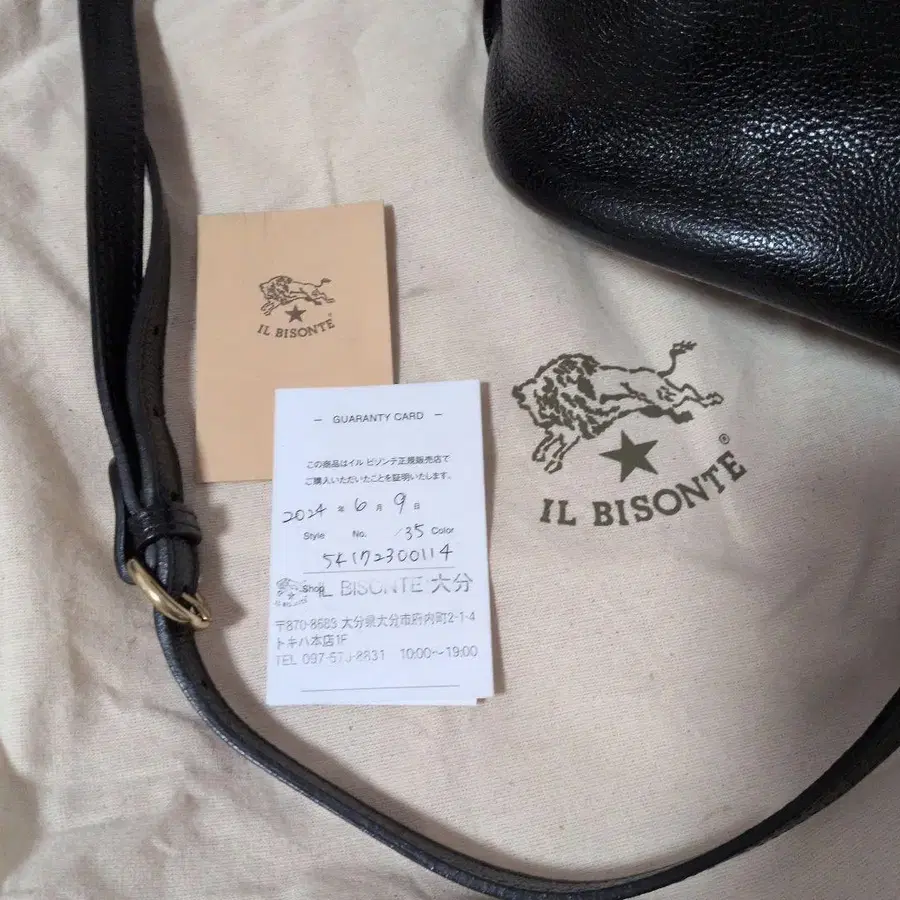 IL BISONTE
— GUARANTY CARD —
この商品はイル ビゾンテ正規販売店で
ご購入いただいたことを証明いたします。
2024 年 6 月 9 日
Style No. /35 Color
54172300114
Shop IL BISONTE 大分
IL BISONTE
〒870-8683 大分県大分市府内町2-1-4
トキハ本店1F
TEL 097-573-8831 10:00～19:00
IL BISONTE